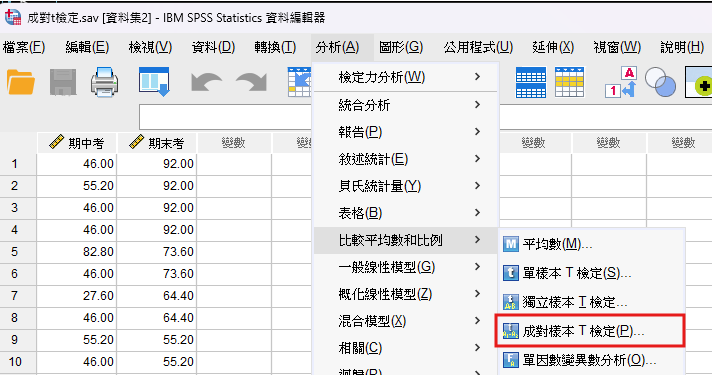 成對t檢定.sav [資料集2] - IBM SPSS Statistics 資料編輯器
檔案(F) 編輯(E) 檢視(V) 資料(D) 轉換(T) 分析(A) 圖形(G) 公用程式(U) 延伸(X) 視窗(W) 說明(H)
檢定力分析(W)
統合分析
報告(P)
敘述統計(E)
貝氏統計量(Y)
表格(B)
比較平均數和比例
一般線性模型(G)
概化線性模型(Z)
混合模型(X)
相關(C)
迴歸(R)
平均數(M)...
單樣本 T 檢定(S)...
獨立樣本 T 檢定...
成對樣本 T 檢定(P)...
單因數變異數分析(O)...
期中考 期末考 變數 變數 變數 變數 變數
1 46.00 92.00
2 55.20 92.00
3 46.00 92.00
4 46.00 92.00
5 82.80 73.60
6 46.00 73.60
7 27.60 64.40
8 46.00 64.40
9 55.20 55.20
10 46.00 55.20